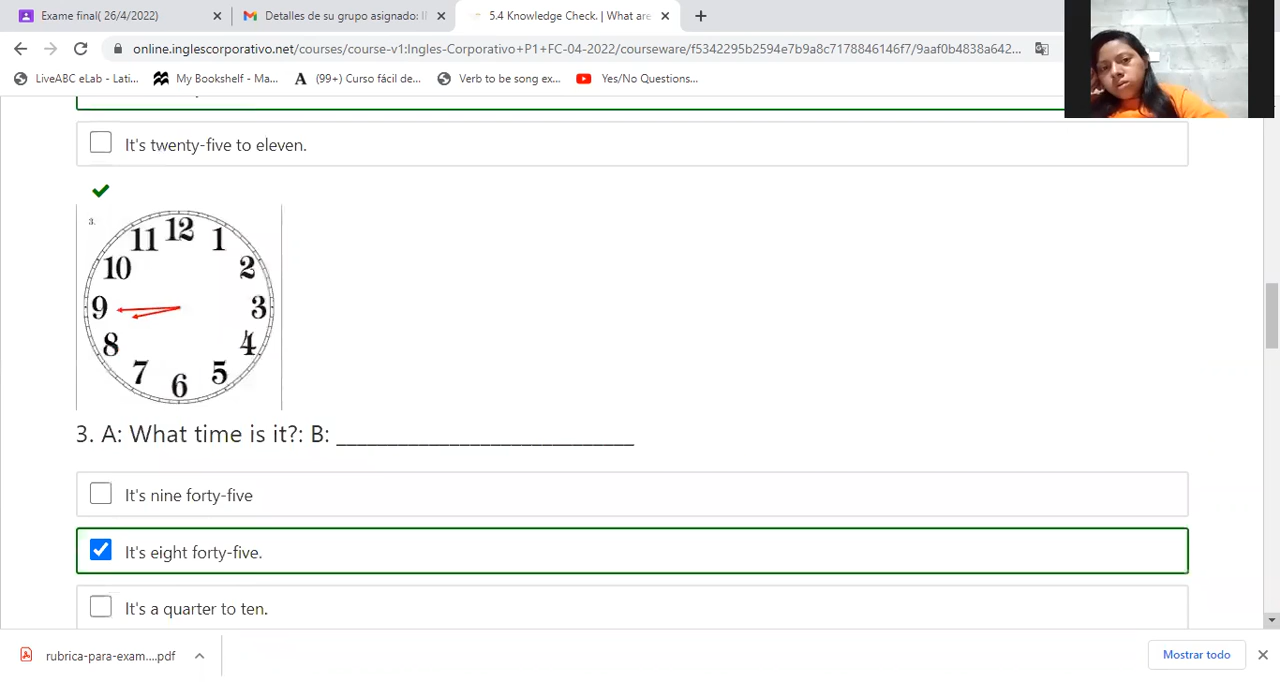 Exame final( 26/4/2022)
Detalles de su grupo asignado: I
5.4 Knowledge Check. | What are
online.inglescorporativo.net/courses/course-v1:Ingles-Corporativo+P1+FC-04-2022/courseware/f5342295b2594e7b9a8c7178846146f7/9aaf0b4838a642...
LiveABC eLab - Lati...
My Bookshelf - Ma...
(99+) Curso fácil de...
Verb to be song ex...
Yes/No Questions...
It's twenty-five to eleven.
3.
12
11
1
10
2
9
3
8
4
7
5
6
3. A: What time is it?: B: ___________________________
It's nine forty-five
It's eight forty-five.
It's a quarter to ten.
rubrica-para-exam....pdf
Mostrar todo